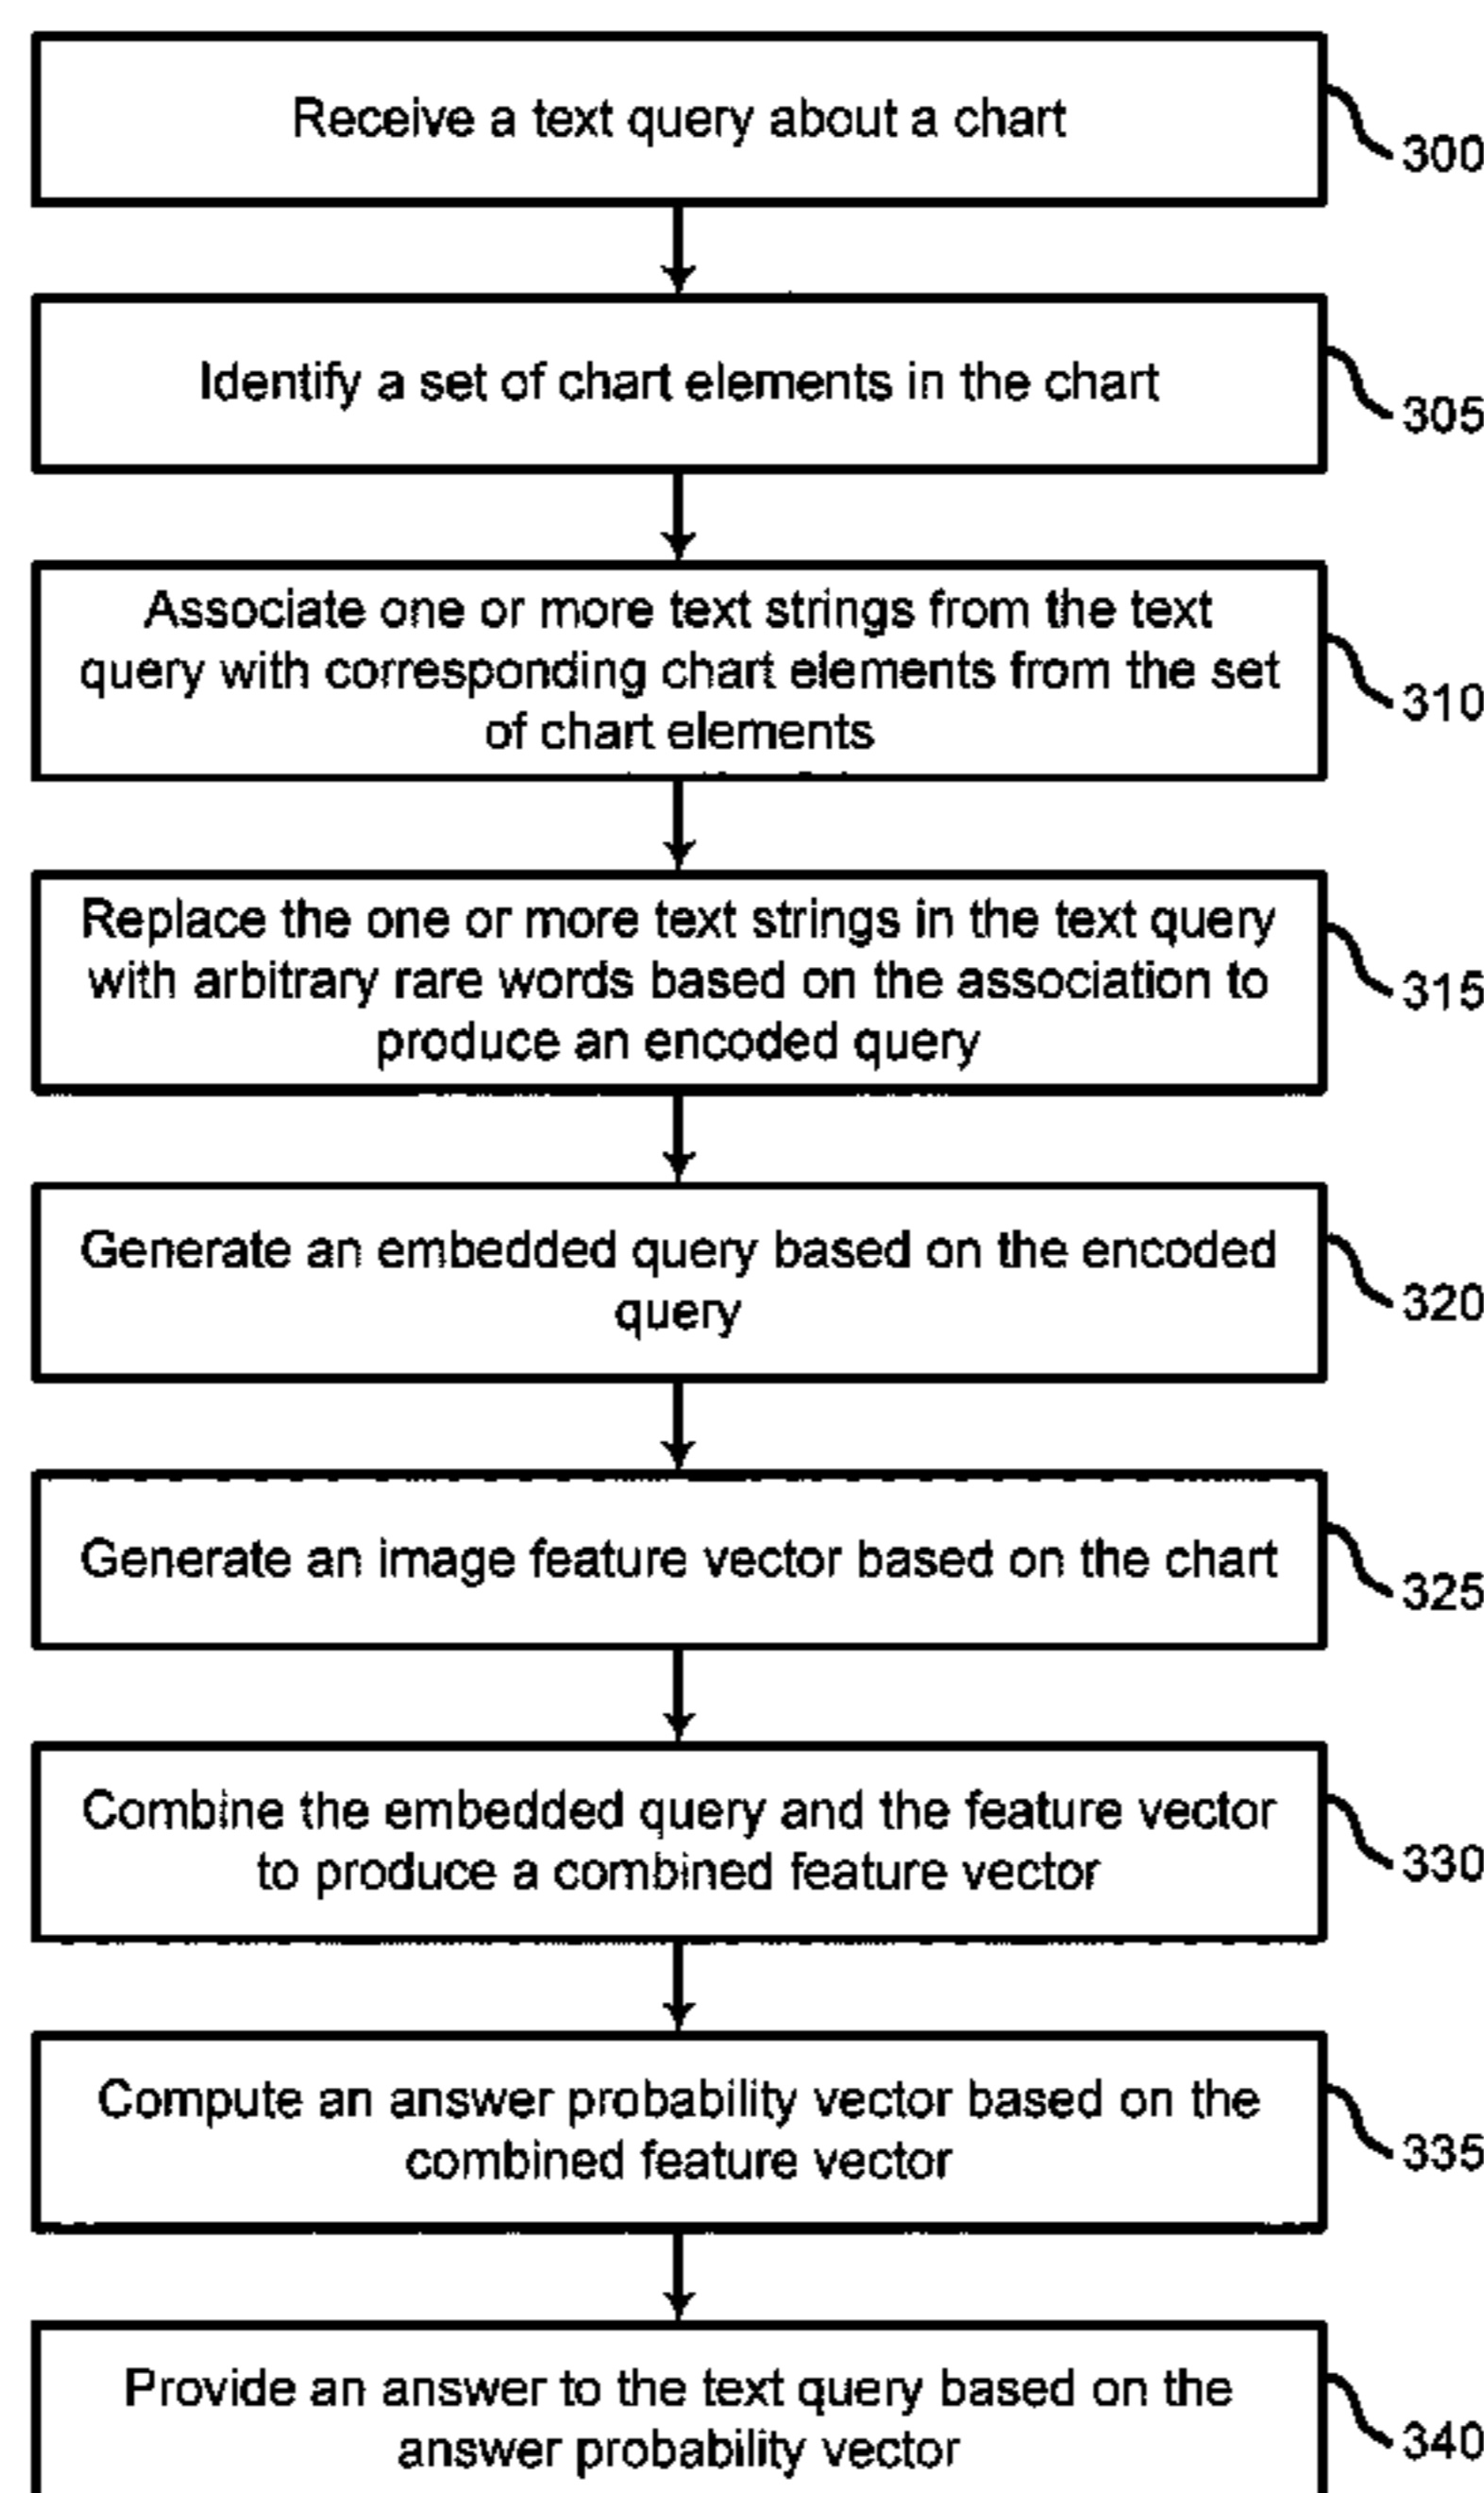 Receive a text query about a chart
300
Identify a set of chart elements in the chart
305
Associate one or more text strings from the text
query with corresponding chart elements from the set
of chart elements
310
Replace the one or more text strings in the text query
with arbitrary rare words based on the association to
produce an encoded query
315
Generate an embedded query based on the encoded
query
320
Generate an image feature vector based on the chart
325
Combine the embedded query and the feature vector
to produce a combined feature vector
330
Compute an answer probability vector based on the
combined feature vector
335
Provide an answer to the text query based on the
answer probability vector
340